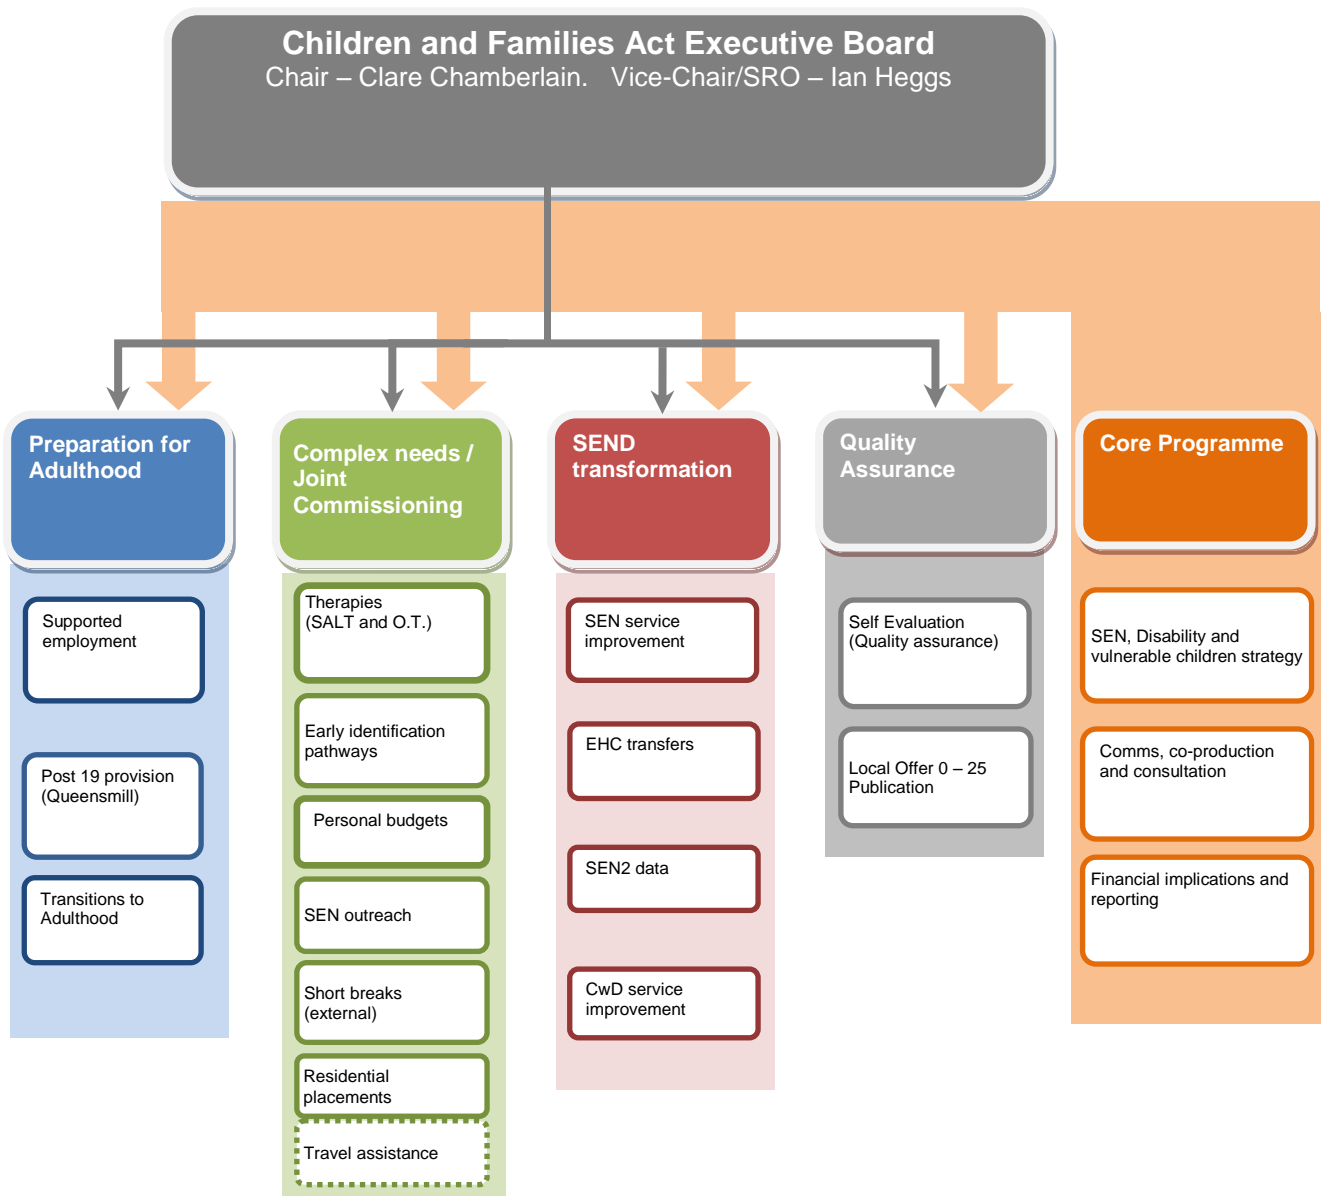 Children and Families Act Executive Board
Chair – Clare Chamberlain.   Vice-Chair/SRO – Ian Heggs
Preparation for
Adulthood
Supported
employment
Post 19 provision
(Queensmill)
Transitions to
Adulthood
Complex needs /
Joint
Commissioning
Therapies
(SALT and O.T.)
Early identification
pathways
Personal budgets
SEN outreach
Short breaks
(external)
Residential
placements
Travel assistance
SEND
transformation
SEN service
improvement
EHC transfers
SEN2 data
CwD service
improvement
Quality
Assurance
Self Evaluation
(Quality assurance)
Local Offer 0 – 25
Publication
Core Programme
SEN, Disability and
vulnerable children strategy
Comms, co-production
and consultation
Financial implications and
reporting